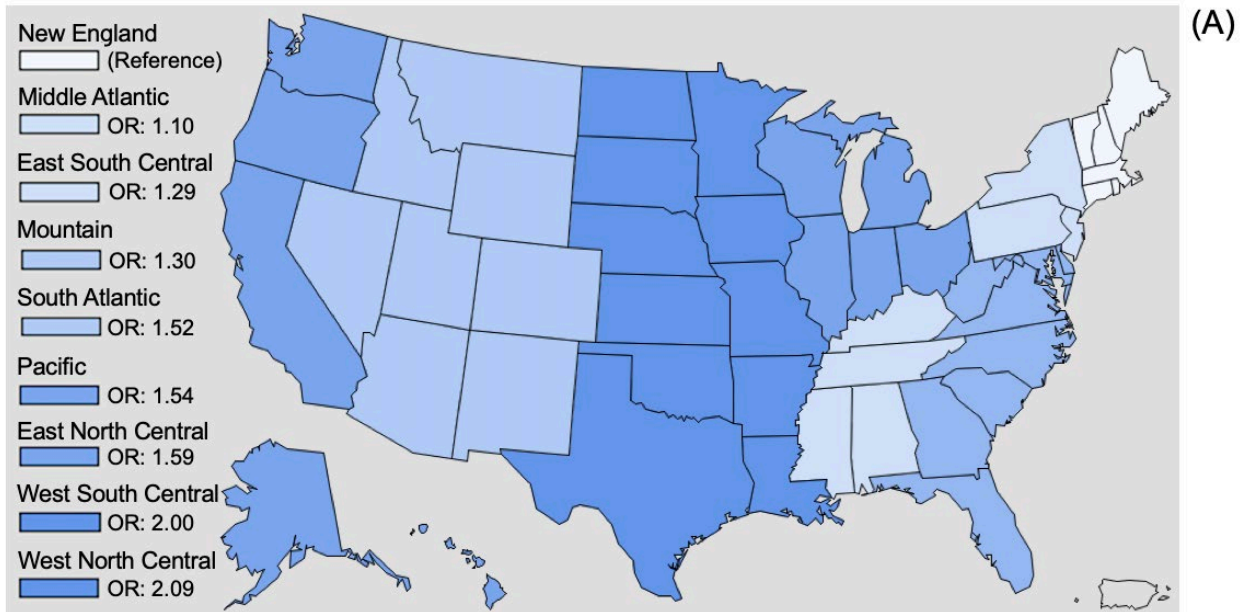 New England
(Reference)
Middle Atlantic
OR: 1.10
East South Central
OR: 1.29
Mountain
OR: 1.30
South Atlantic
OR: 1.52
Pacific
OR: 1.54
East North Central
OR: 1.59
West South Central
OR: 2.00
West North Central
OR: 2.09
(A)